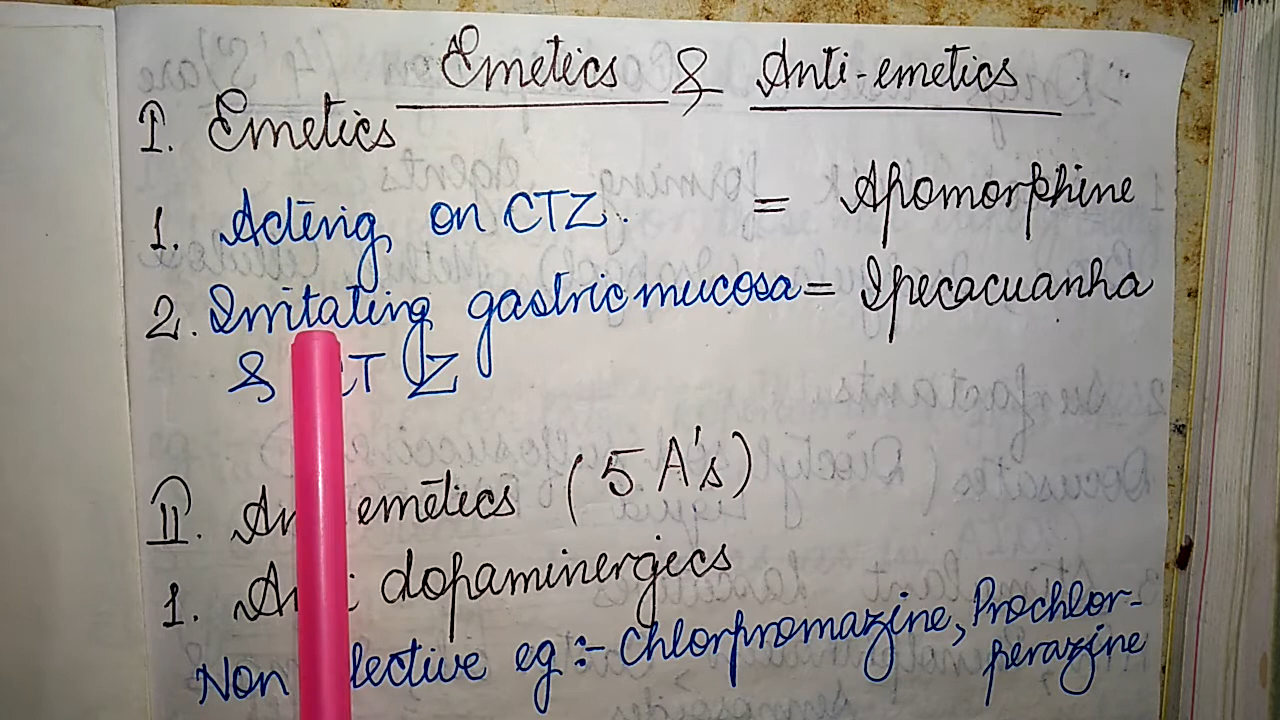 Emetics & Anti-emetics
I. Emetics
1. Acting on CTZ = Apomorphine
2. Irritating gastric mucosa = Ipecacuanha
& CTZ
II. emetics (5 A's)
1. dopaminergics
Non lective eg :- Chlorpromazine, Prochlor-
perazine